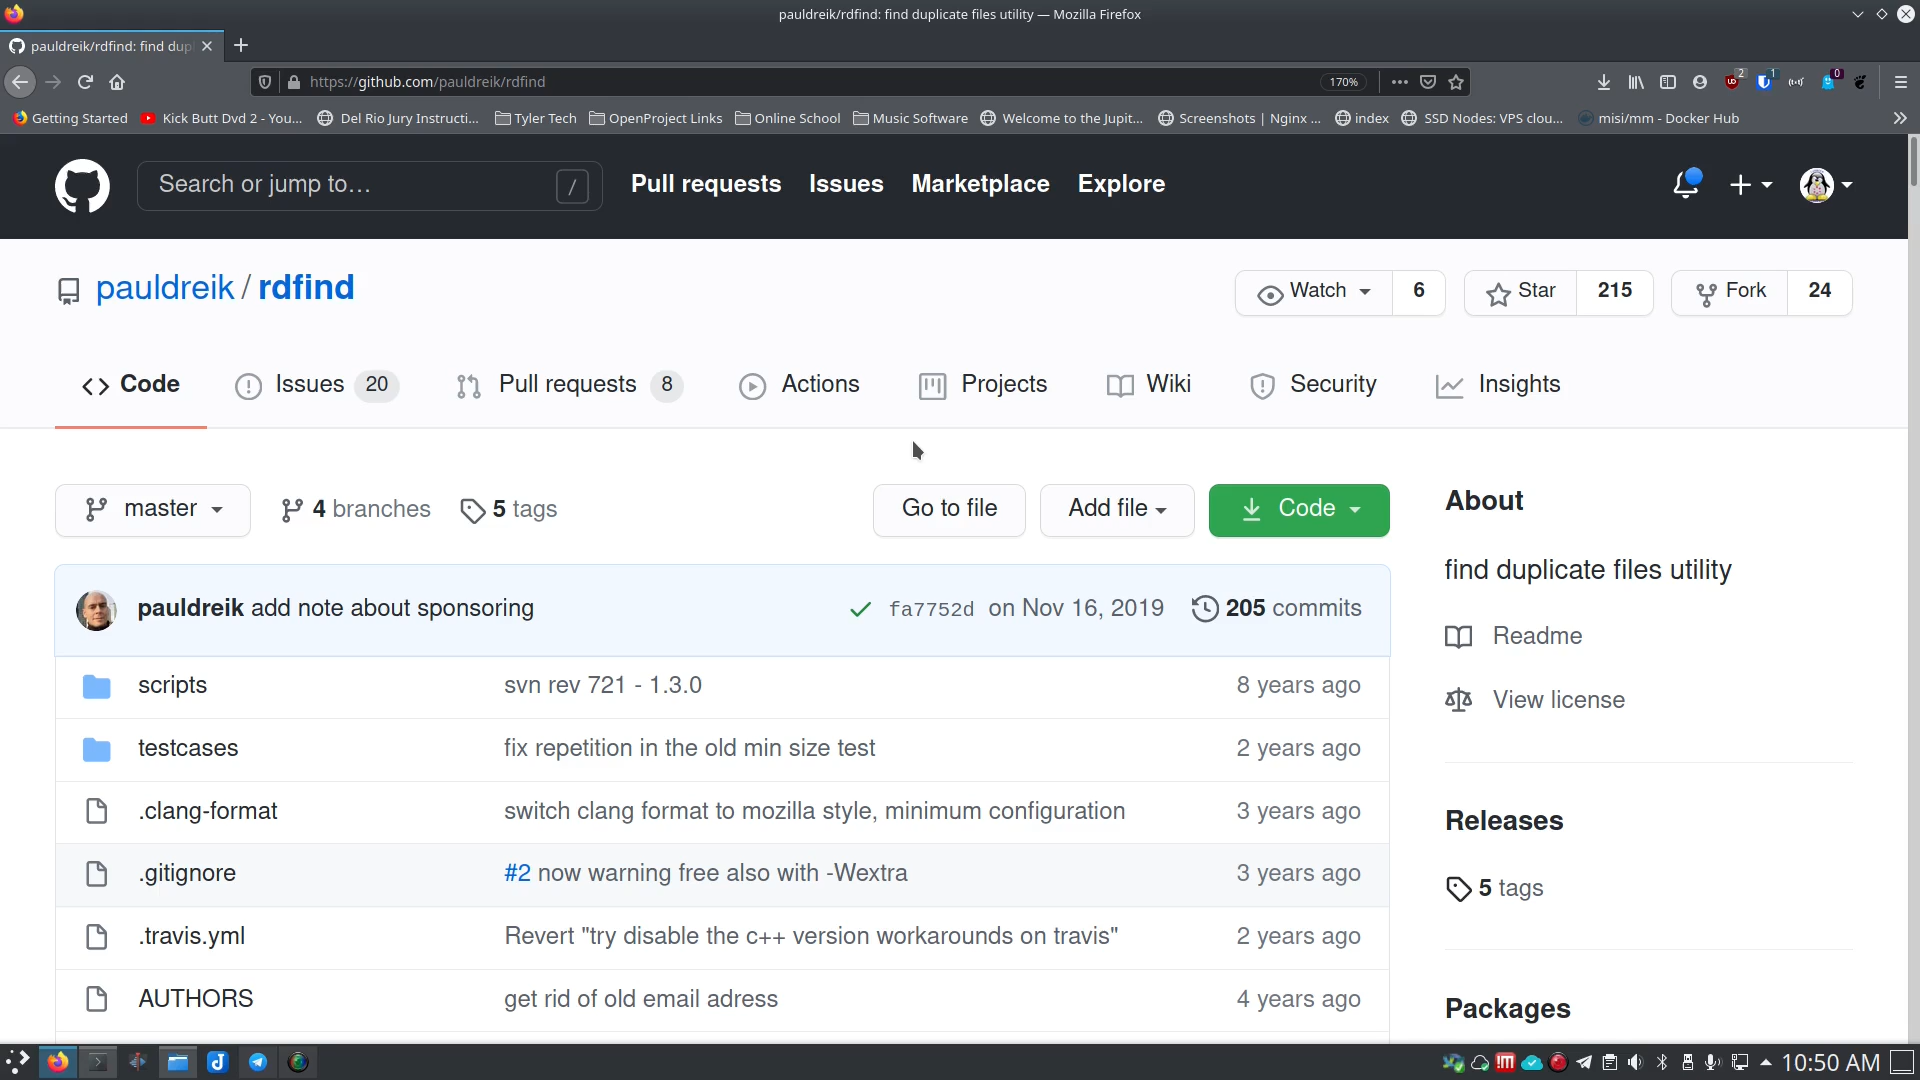 pauldreik/rdfind: find duplicate files utility — Mozilla Firefox
pauldreik/rdfind: find dup
https://github.com/pauldreik/rdfind
170%
2
1
0
Getting Started
Kick Butt Dvd 2 - You...
Del Rio Jury Instructi...
Tyler Tech
OpenProject Links
Online School
Music Software
Welcome to the Jupit...
Screenshots | Nginx ...
index
SSD Nodes: VPS clou...
misi/mm - Docker Hub
Search or jump to…
/
Pull requests
Issues
Marketplace
Explore
pauldreik / rdfind
Watch
6
Star
215
Fork
24
Code
Issues 20
Pull requests 8
Actions
Projects
Wiki
Security
Insights
master
4 branches
5 tags
Go to file
Add file
Code
About
find duplicate files utility
Readme
View license
Releases
5 tags
Packages
pauldreik add note about sponsoring
fa7752d on Nov 16, 2019
205 commits
scripts
svn rev 721 - 1.3.0
8 years ago
testcases
fix repetition in the old min size test
2 years ago
.clang-format
switch clang format to mozilla style, minimum configuration
3 years ago
.gitignore
#2 now warning free also with -Wextra
3 years ago
.travis.yml
Revert "try disable the c++ version workarounds on travis"
2 years ago
AUTHORS
get rid of old email adress
4 years ago
10:50 AM